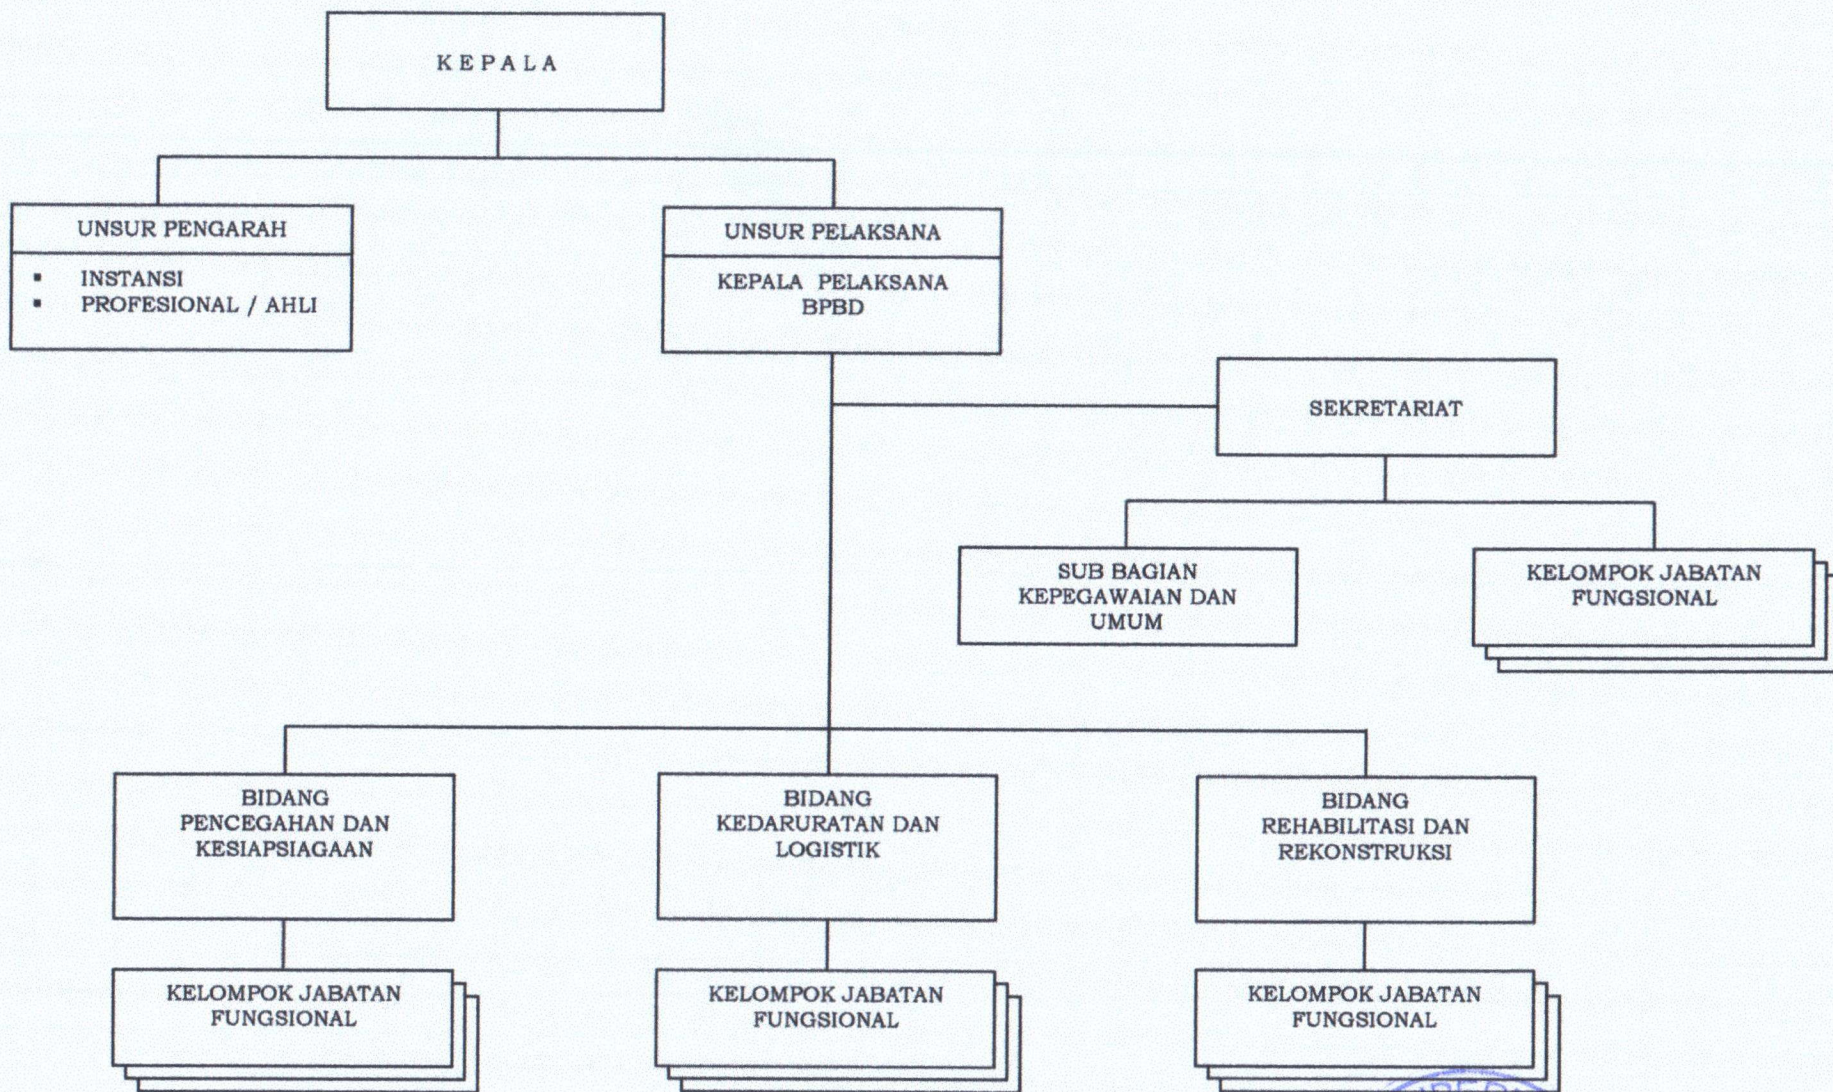 K E P A L A
UNSUR PENGARAH
▪ INSTANSI
▪ PROFESIONAL / AHLI
UNSUR PELAKSANA
KEPALA PELAKSANA
BPBD
SEKRETARIAT
SUB BAGIAN
KEPEGAWAIAN DAN
UMUM
KELOMPOK JABATAN
FUNGSIONAL
BIDANG
PENCEGAHAN DAN
KESIAPSIAGAAN
BIDANG
KEDARURATAN DAN
LOGISTIK
BIDANG
REHABILITASI DAN
REKONSTRUKSI
KELOMPOK JABATAN
FUNGSIONAL
KELOMPOK JABATAN
FUNGSIONAL
KELOMPOK JABATAN
FUNGSIONAL